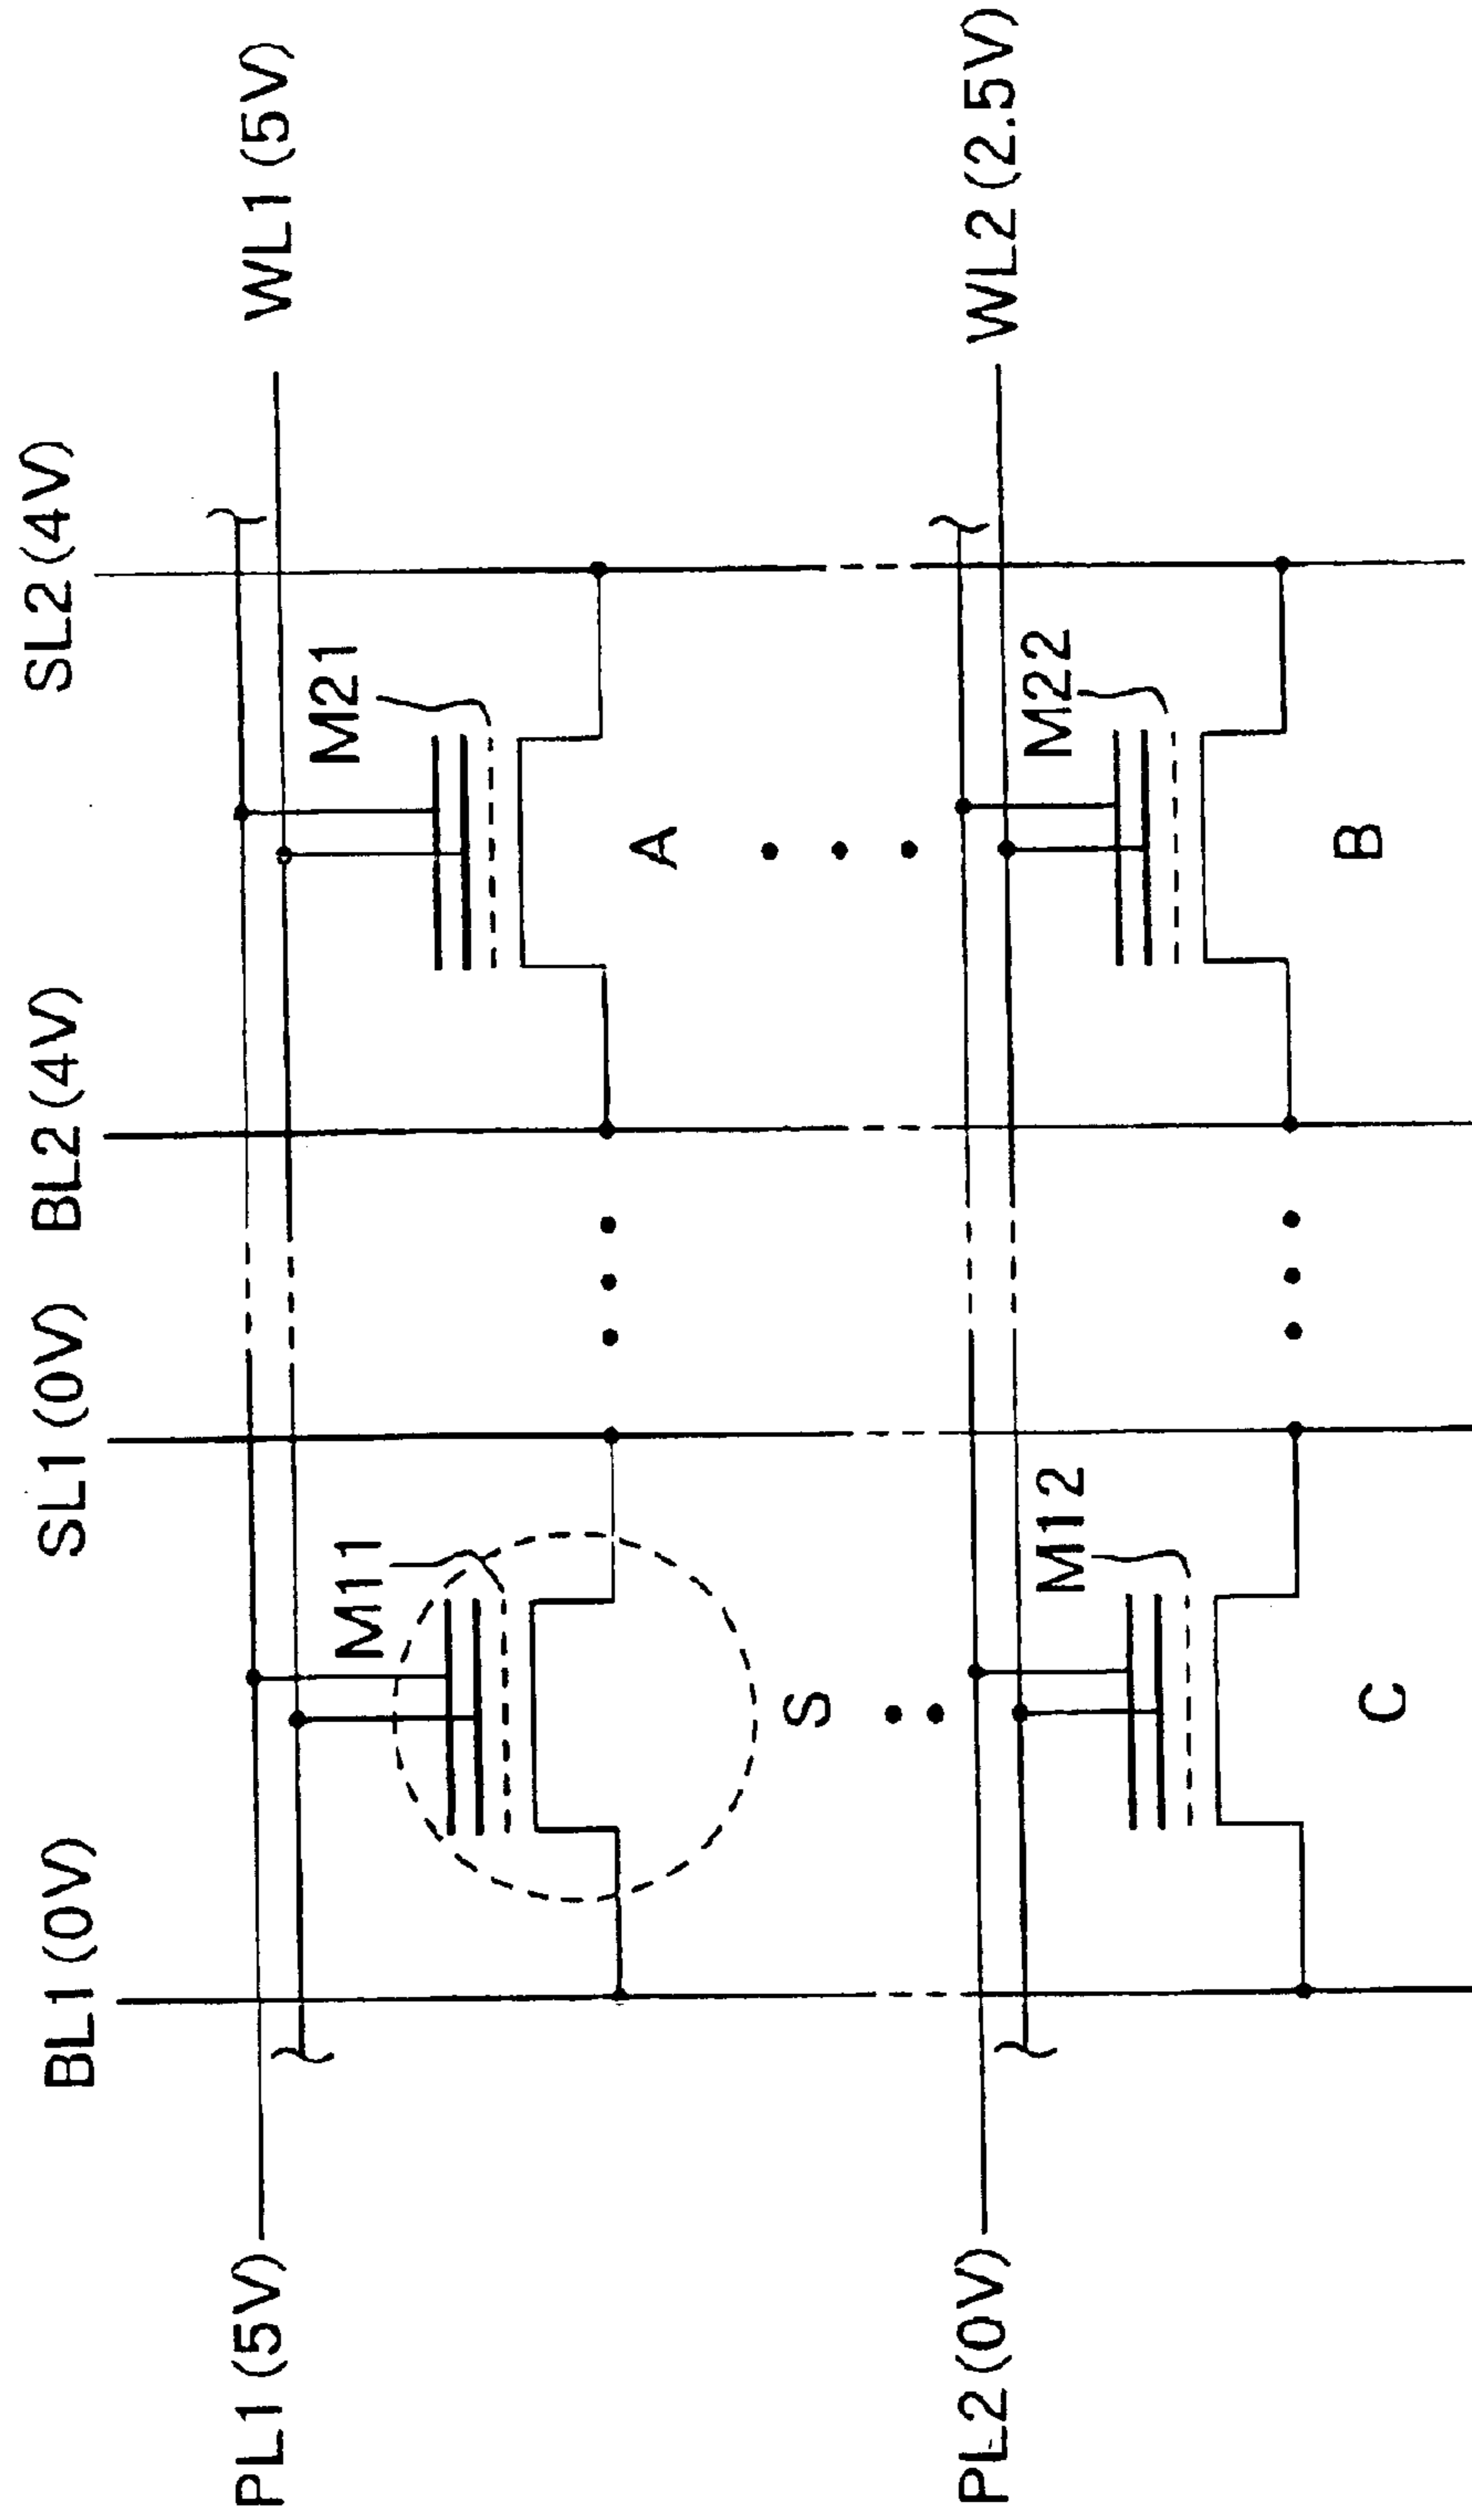 BL1 (0V) SL1 (0V) BL2 (4V) SL2 (4V)
PL1 (5V) WL1 (5V)
M11 M21
S A
PL2 (0V) WL2 (2.5V)
M12 M22
C B